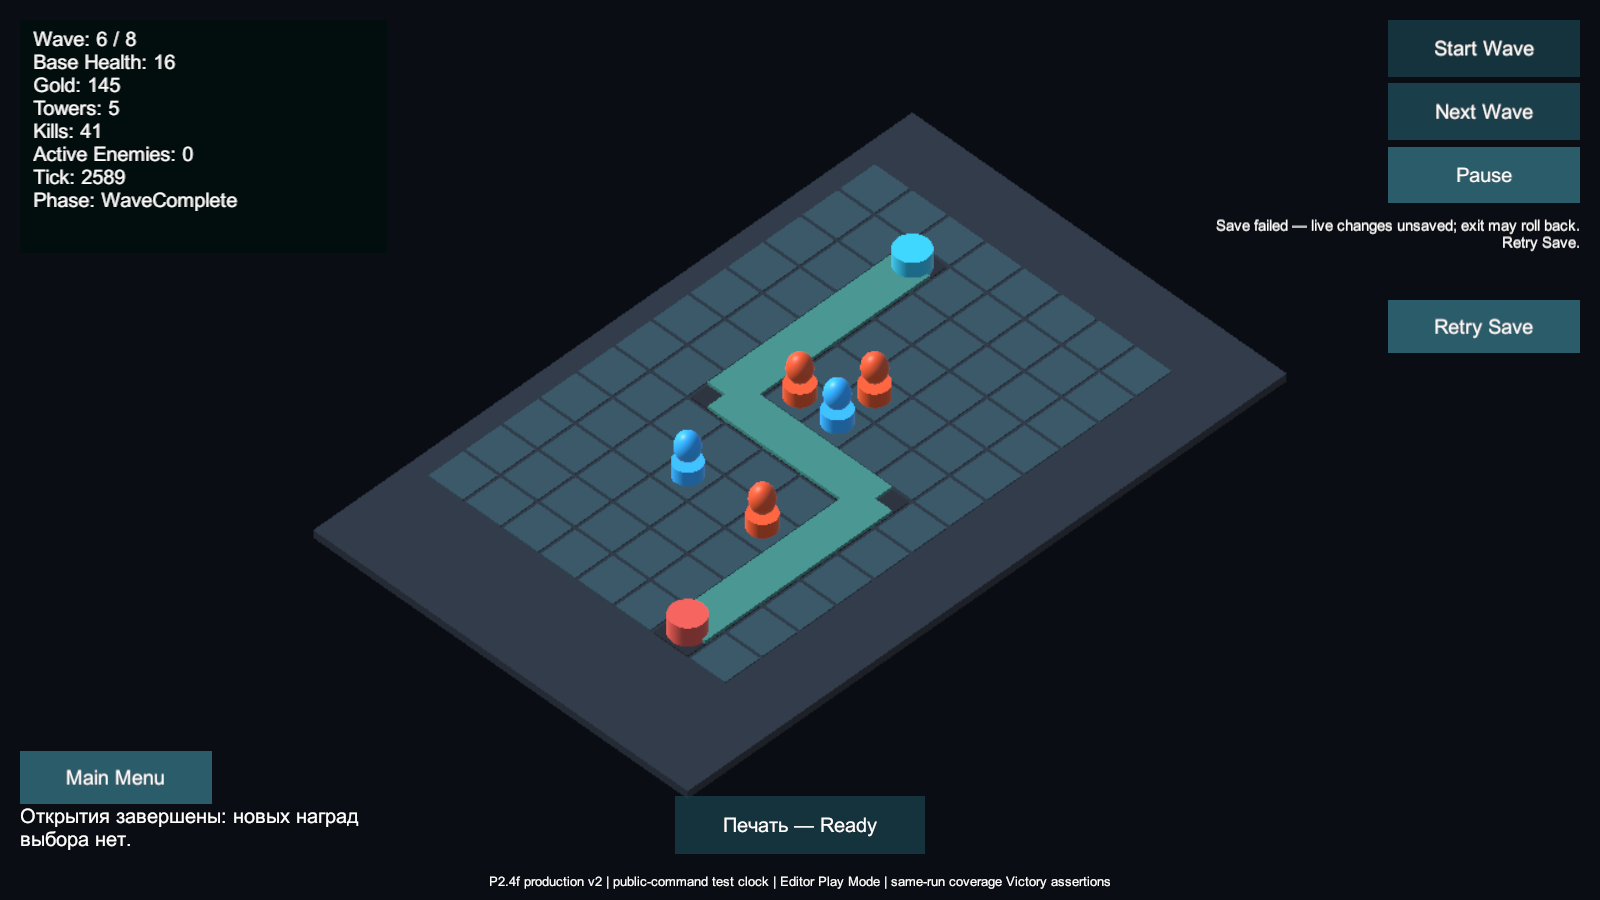 Wave: 6 / 8
Base Health: 16
Gold: 145
Towers: 5
Kills: 41
Active Enemies: 0
Tick: 2589
Phase: WaveComplete
Start Wave
Next Wave
Pause
Save failed — live changes unsaved; exit may roll back.
Retry Save.
Retry Save
Main Menu
Открытия завершены: новых наград
выбора нет.
Печать — Ready
P2.4f production v2 | public-command test clock | Editor Play Mode | same-run coverage Victory assertions